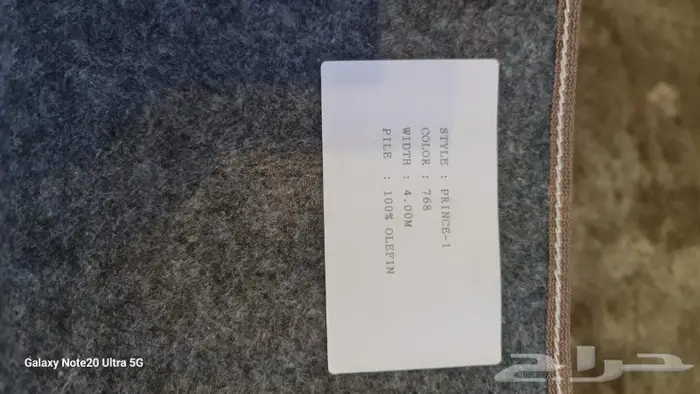 STYLE : PRINCE-1
COLOR : 768
WIDTH : 4.00M
PILE : 100% OLEFIN
Galaxy Note20 Ultra 5G
حراج